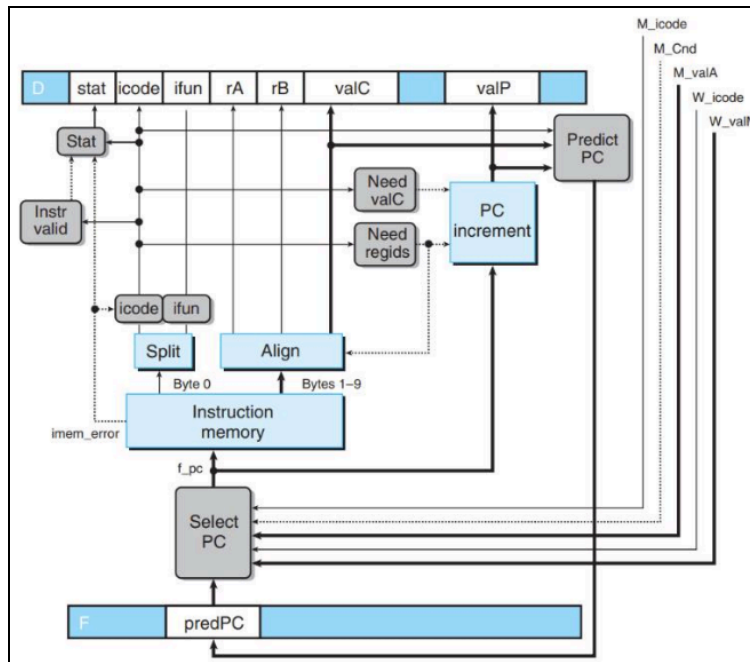 M_icode
M_Cnd
M_valA
W_icode
W_valM
D stat icode ifun rA rB valC valP
Stat
Predict
PC
Need
valC
Instr
valid
PC
increment
Need
regids
icode ifun
Split
Align
Byte 0
Bytes 1–9
Instruction
memory
imem_error
f_pc
Select
PC
F predPC